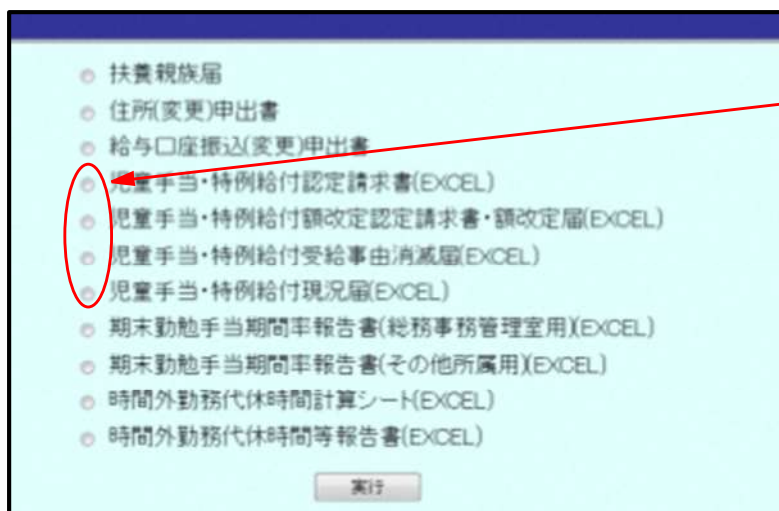 扶養親族届
住所(変更)申出書
給与口座振込(変更)申出書
児童手当・特例給付認定請求書(EXCEL)
児童手当・特例給付額改定認定請求書・額改定届(EXCEL)
児童手当・特例給付受給事由消滅届(EXCEL)
児童手当・特例給付現況届(EXCEL)
期末勤勉手当期間率報告書(総務事務管理室用)(EXCEL)
期末勤勉手当期間率報告書(その他所属用)(EXCEL)
時間外勤務代休時間計算シート(EXCEL)
時間外勤務代休時間等報告書(EXCEL)
実行